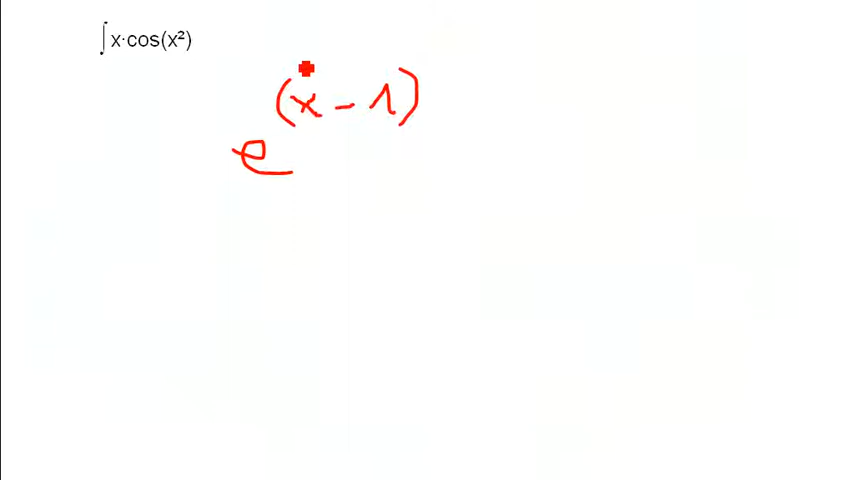 ∫x·cos(x²)
e^(x-1)